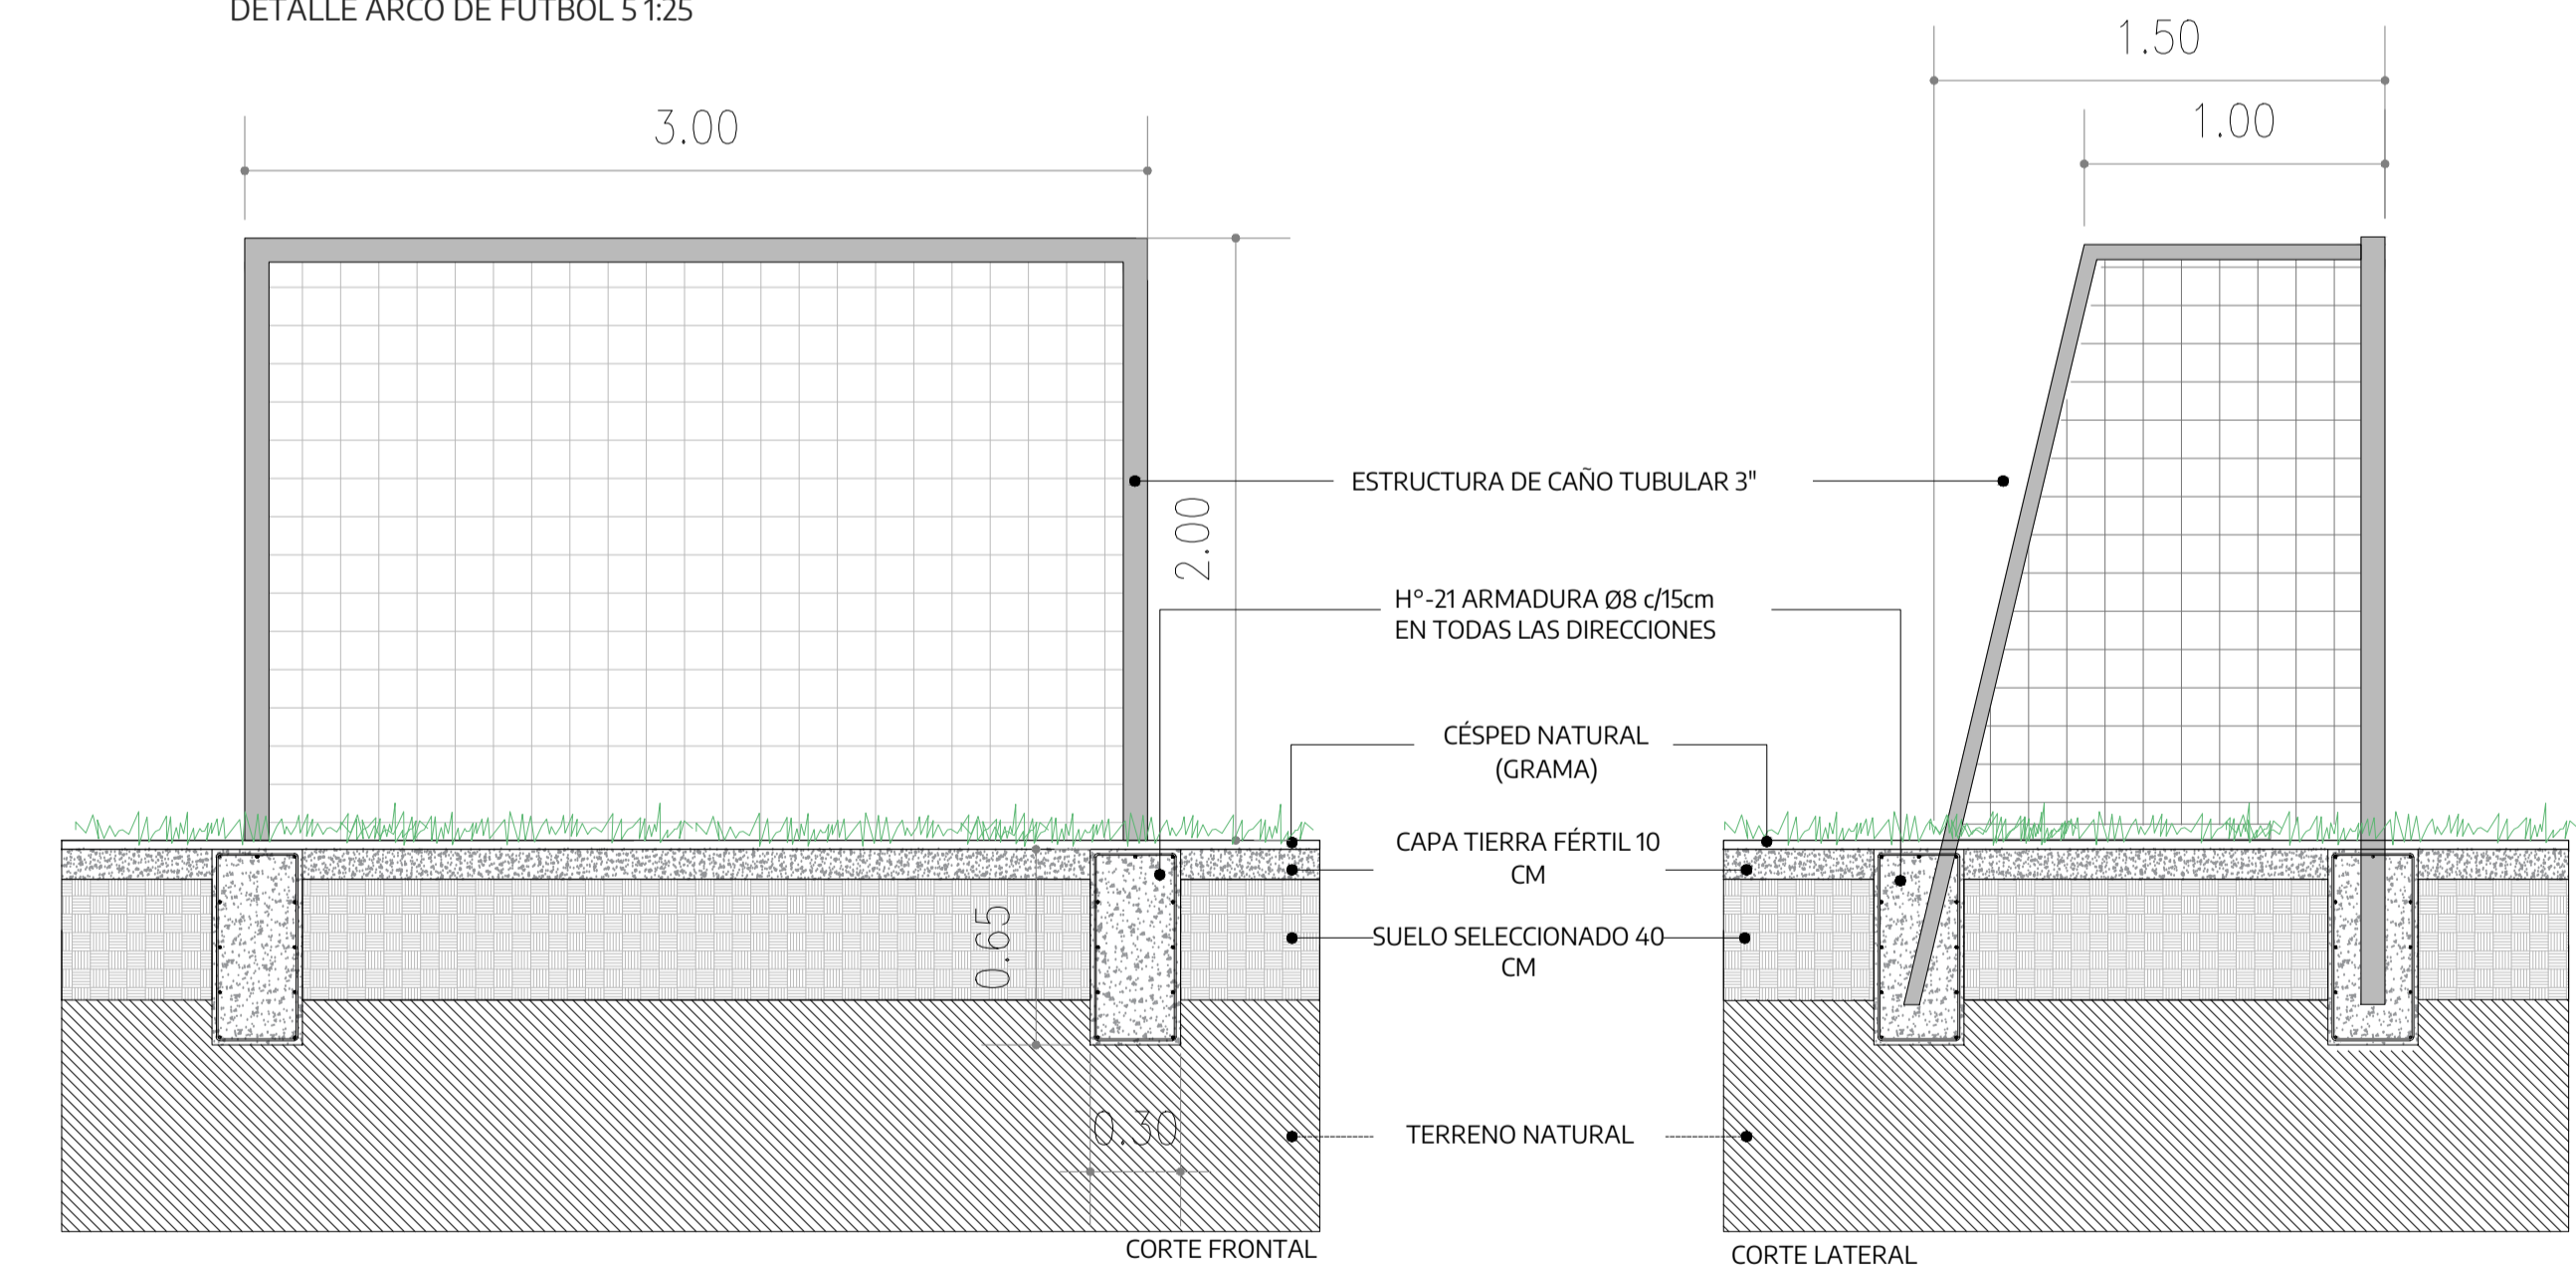 DETALLE ARCO DE FUTBOL 5 1:25
1.50
1.00
3.00
2.00
ESTRUCTURA DE CAÑO TUBULAR 3"
H°-21 ARMADURA Ø8 c/15cm
EN TODAS LAS DIRECCIONES
CÉSPED NATURAL
(GRAMA)
CAPA TIERRA FÉRTIL 10
CM
SUELO SELECCIONADO 40
CM
0.65
0.30
TERRENO NATURAL
CORTE FRONTAL
CORTE LATERAL